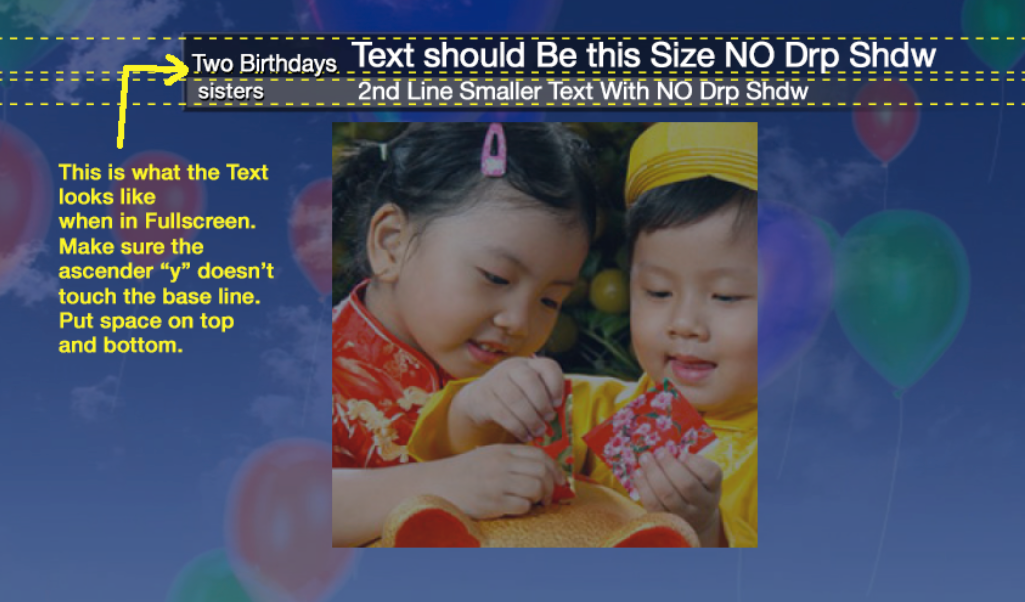 Two Birthdays
sisters
Text should Be this Size NO Drp Shdw
2nd Line Smaller Text With NO Drp Shdw
This is what the Text
looks like
when in Fullscreen.
Make sure the
ascender “y” doesn’t
touch the base line.
Put space on top
and bottom.